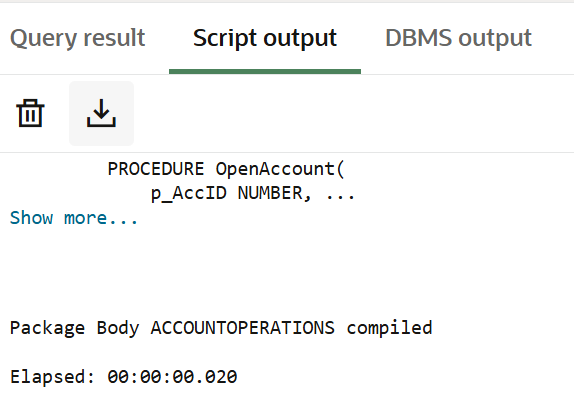 Query result Script output DBMS output
PROCEDURE OpenAccount(
p_AccID NUMBER, ...
Show more...
Package Body ACCOUNTOPERATIONS compiled
Elapsed: 00:00:00.020